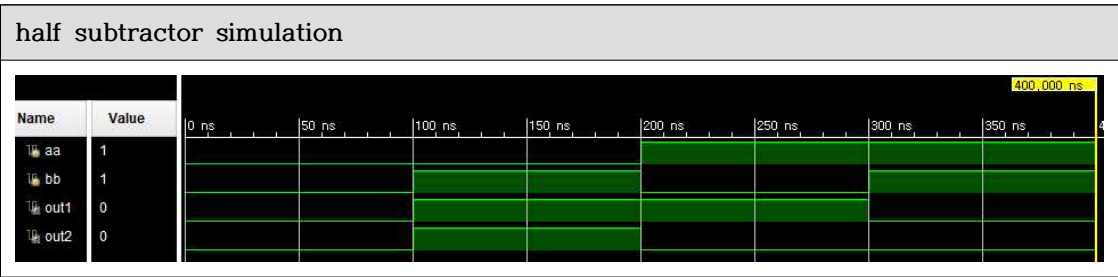 half subtractor simulation
400,000 ns
Name Value 0 ns 50 ns 100 ns 150 ns 200 ns 250 ns 300 ns 350 ns 4
aa 1
bb 1
out1 0
out2 0